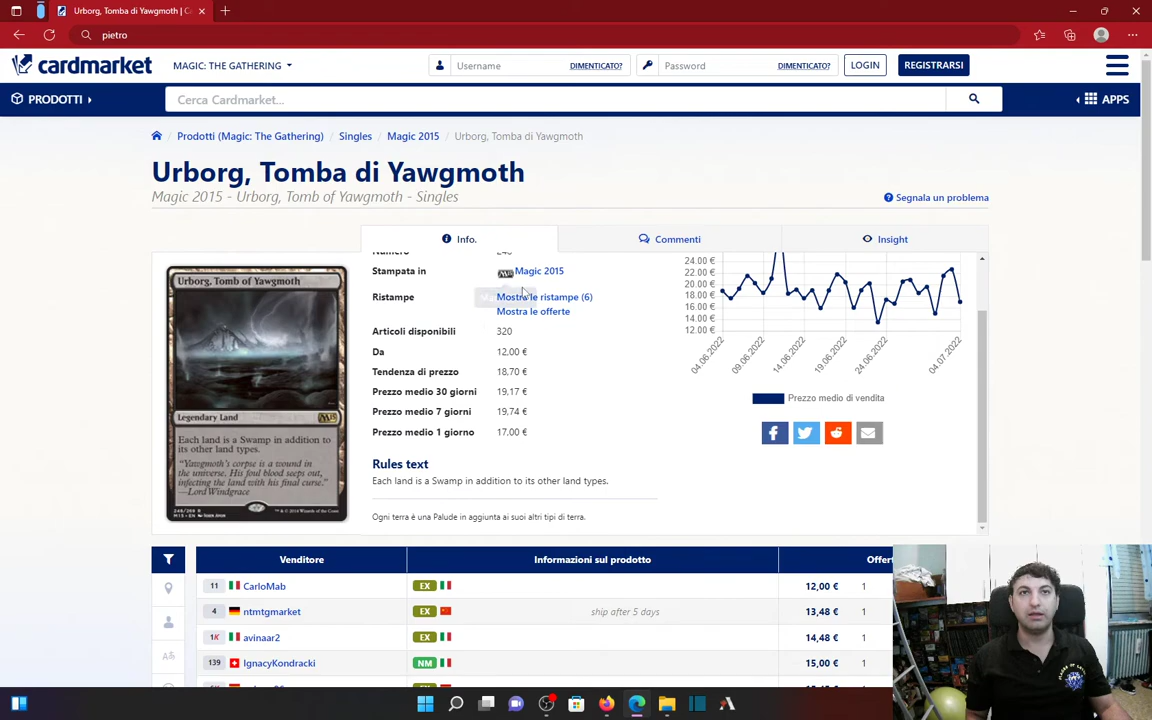 Urborg, Tomba di Yawgmoth | Ca
pietro
cardmarket
MAGIC: THE GATHERING
Username
DIMENTICATO?
Password
DIMENTICATO?
LOGIN
REGISTRARSI
PRODOTTI
Cerca Cardmarket...
APPS
Prodotti (Magic: The Gathering) / Singles / Magic 2015 / Urborg, Tomba di Yawgmoth
Urborg, Tomba di Yawgmoth
Magic 2015 - Urborg, Tomb of Yawgmoth - Singles
Segnala un problema
Info.
Commenti
Insight
Stampata in Magic 2015
Ristampe Mostra le ristampe (6)
Mostra le offerte
Articoli disponibili 320
Da 12,00 €
Tendenza di prezzo 18,70 €
Prezzo medio 30 giorni 19,17 €
Prezzo medio 7 giorni 19,74 €
Prezzo medio 1 giorno 17,00 €
Rules text
Each land is a Swamp in addition to its other land types.
Ogni terra è una Palude in aggiunta ai suoi altri tipi di terra.
24.00 €
22.00 €
20.00 €
18.00 €
16.00 €
14.00 €
12.00 €
04.06.2022
09.06.2022
14.06.2022
19.06.2022
24.06.2022
04.07.2022
Prezzo medio di vendita
Urborg, Tomb of Yawgmoth
Legendary Land
M15
Each land is a Swamp in addition to
its other land types.
"Yawgmoth's corpse is a wound in
the universe. His foul blood seeps out,
infecting the land with his final curse."
—Lord Windgrace
Venditore
Informazioni sul prodotto
Offert
11 CarloMab EX 12,00 € 1
4 ntmtgmarket EX ship after 5 days 13,48 € 1
1K avinaar2 EX 14,48 € 1
139 IgnacyKondracki NM 15,00 € 1